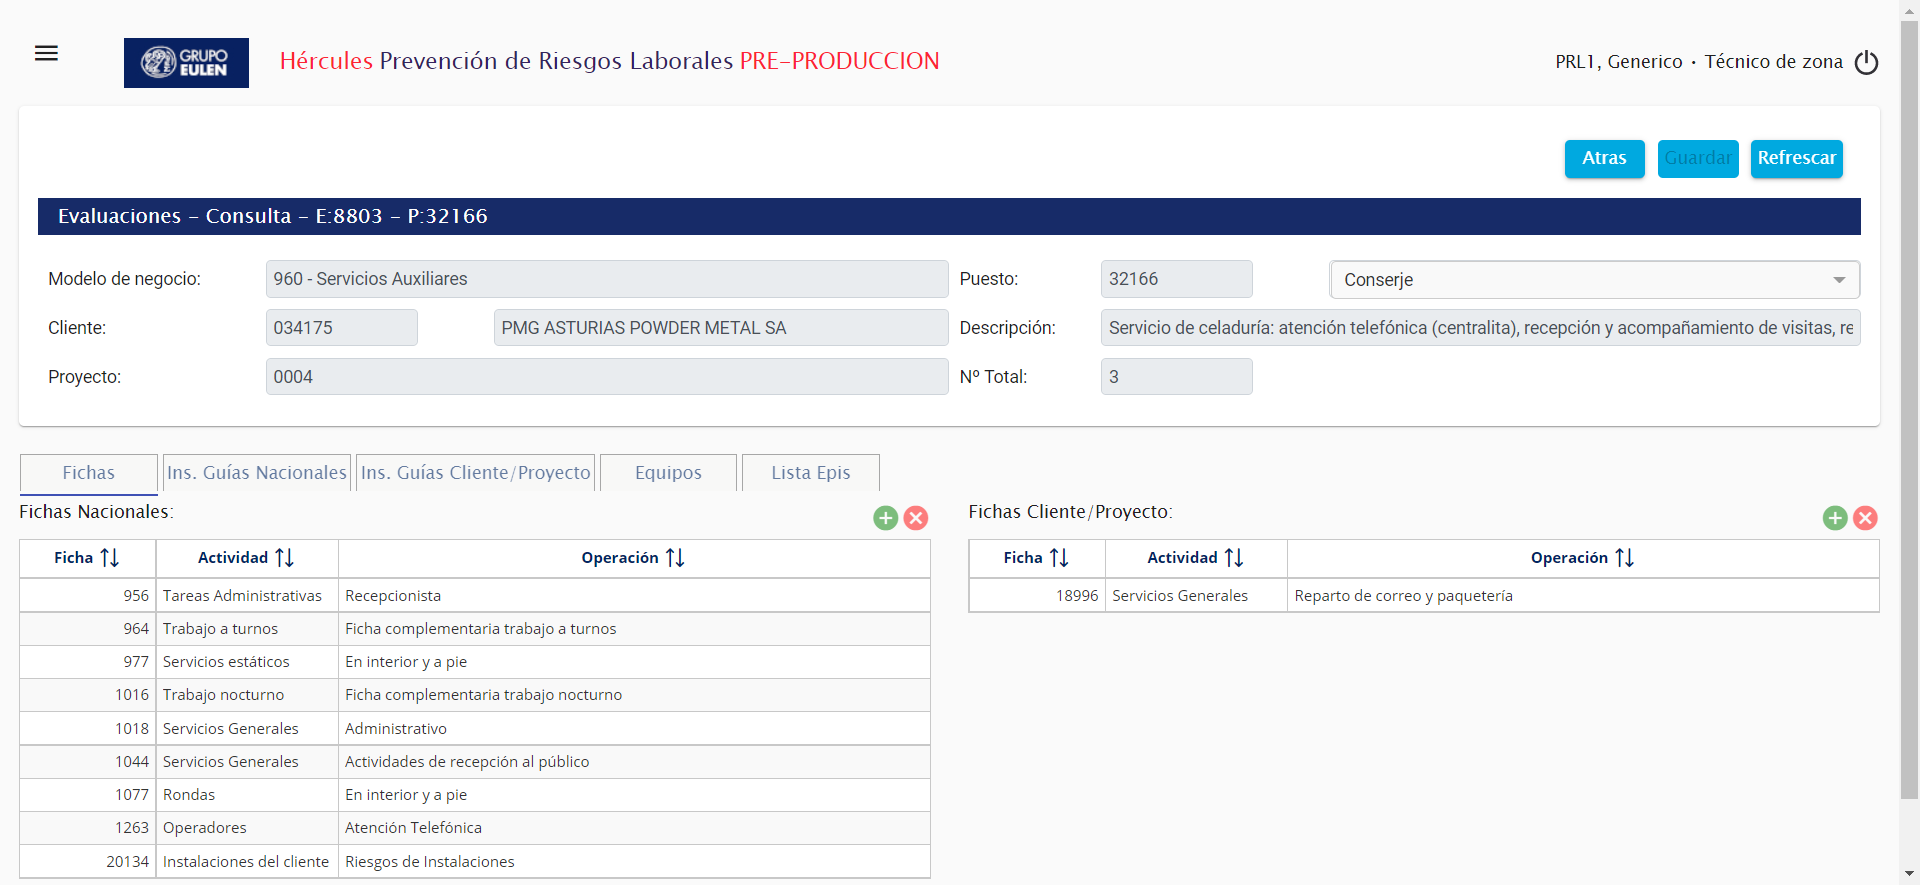 GRUPO
EULEN
Hércules Prevención de Riesgos Laborales PRE-PRODUCCION
PRL1, Generico · Técnico de zona
Atras
Guardar
Refrescar
Evaluaciones - Consulta - E:8803 - P:32166
Modelo de negocio:
960 - Servicios Auxiliares
Puesto:
32166
Conserje
Cliente:
034175
PMG ASTURIAS POWDER METAL SA
Descripción:
Servicio de celaduría: atención telefónica (centralita), recepción y acompañamiento de visitas, re
Proyecto:
0004
Nº Total:
3
Fichas
Ins. Guías Nacionales
Ins. Guías Cliente/Proyecto
Equipos
Lista Epis
Fichas Nacionales:
Ficha Actividad Operación
956 Tareas Administrativas Recepcionista
964 Trabajo a turnos Ficha complementaria trabajo a turnos
977 Servicios estáticos En interior y a pie
1016 Trabajo nocturno Ficha complementaria trabajo nocturno
1018 Servicios Generales Administrativo
1044 Servicios Generales Actividades de recepción al público
1077 Rondas En interior y a pie
1263 Operadores Atención Telefónica
20134 Instalaciones del cliente Riesgos de Instalaciones
Fichas Cliente/Proyecto:
Ficha Actividad Operación
18996 Servicios Generales Reparto de correo y paquetería